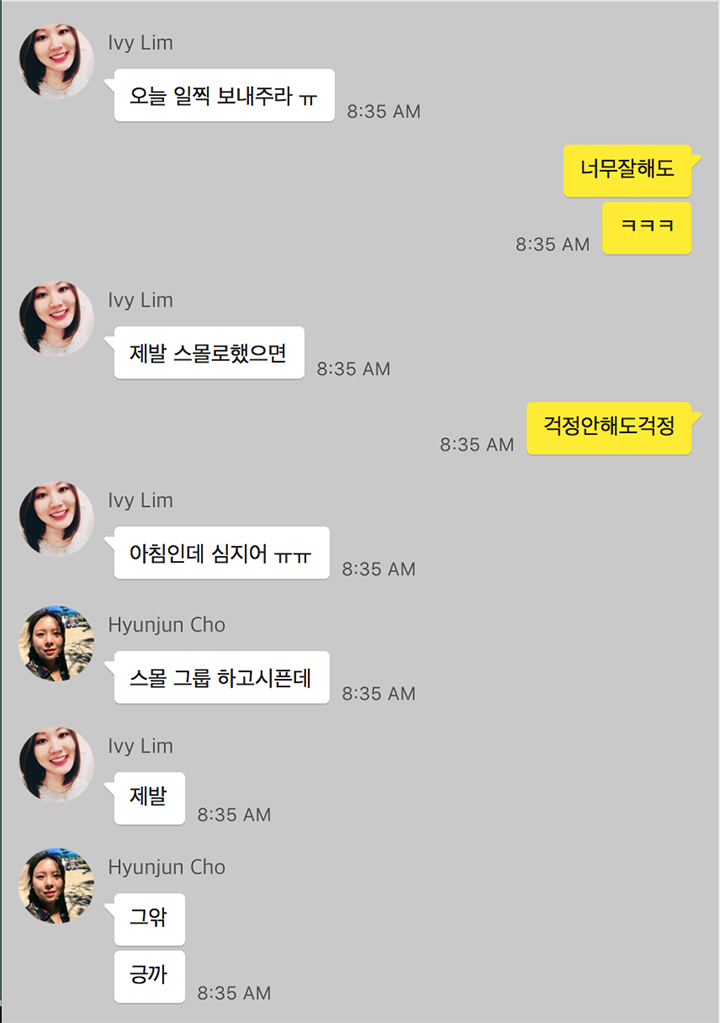 Ivy Lim
오늘 일찍 보내주라 ㅠ
8:35 AM
너무잘해도
ㅋㅋㅋ
8:35 AM
Ivy Lim
제발 스몰로했으면
8:35 AM
걱정안해도걱정
8:35 AM
Ivy Lim
아침인데 심지어 ㅠㅠ
8:35 AM
Hyunjun Cho
스몰 그룹 하고시픈데
8:35 AM
Ivy Lim
제발
8:35 AM
Hyunjun Cho
그앆
긍까
8:35 AM